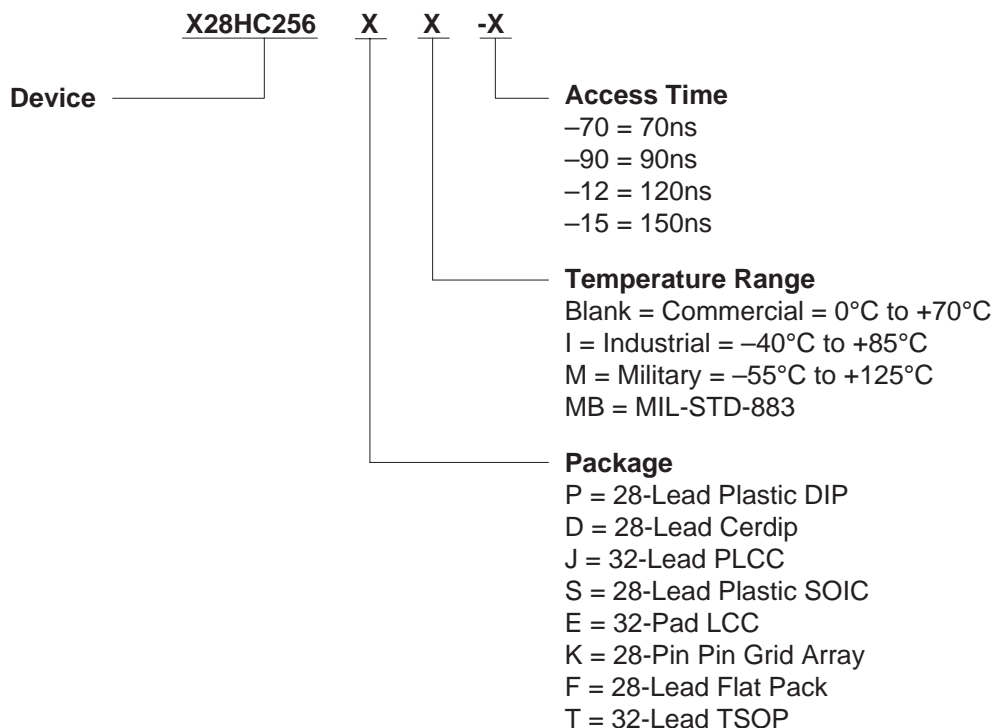 X28HC256 X X -X
Device
Access Time
–70 = 70ns
–90 = 90ns
–12 = 120ns
–15 = 150ns
Temperature Range
Blank = Commercial = 0°C to +70°C
I = Industrial = –40°C to +85°C
M = Military = –55°C to +125°C
MB = MIL-STD-883
Package
P = 28-Lead Plastic DIP
D = 28-Lead Cerdip
J = 32-Lead PLCC
S = 28-Lead Plastic SOIC
E = 32-Pad LCC
K = 28-Pin Pin Grid Array
F = 28-Lead Flat Pack
T = 32-Lead TSOP